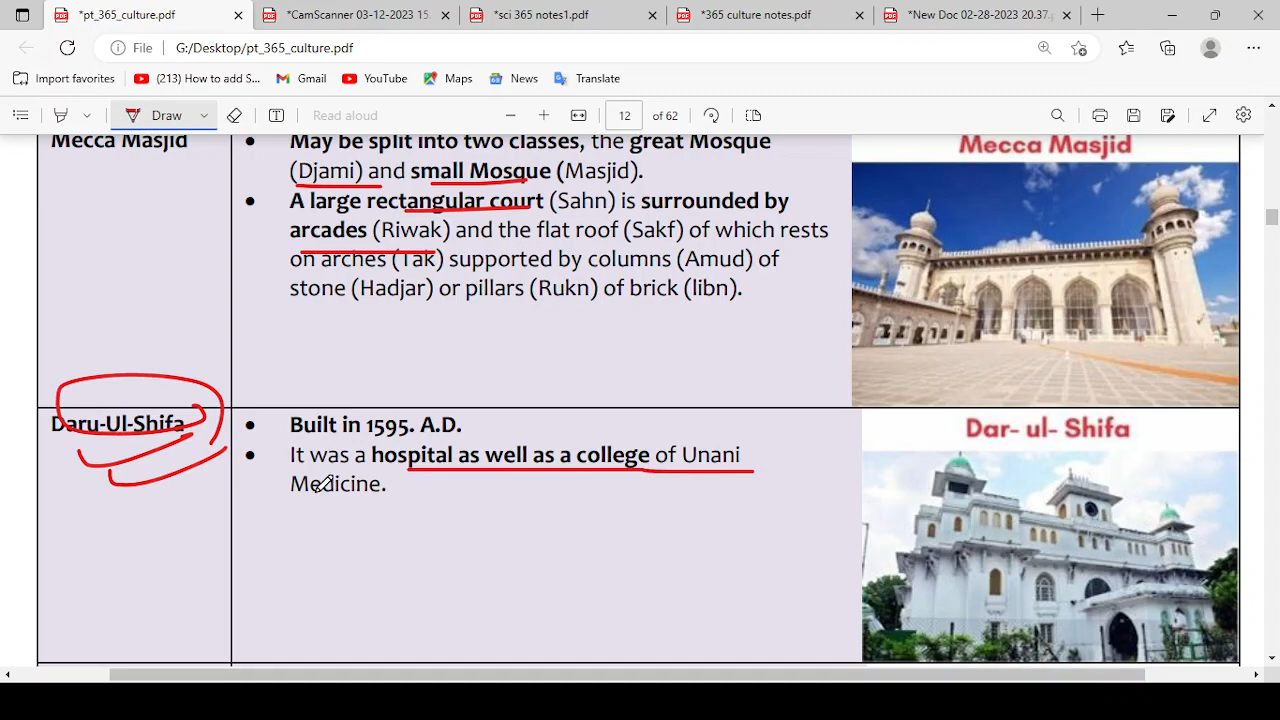 *pt_365_culture.pdf
*CamScanner 03-12-2023 15.
*sci 365 notes1.pdf
*365 culture notes.pdf
*New Doc 02-28-2023 20.37.
File
G:/Desktop/pt_365_culture.pdf
Import favorites
(213) How to add S...
Gmail
YouTube
Maps
News
Translate
Draw
Read aloud
12
of 62
Mecca Masjid
May be split into two classes, the great Mosque
(Djami) and small Mosque (Masjid).
A large rectangular court (Sahn) is surrounded by
arcades (Riwak) and the flat roof (Sakf) of which rests
on arches (Tak) supported by columns (Amud) of
stone (Hadjar) or pillars (Rukn) of brick (libn).
Mecca Masjid
Daru-Ul-Shifa
Built in 1595. A.D.
It was a hospital as well as a college of Unani
Medicine.
Dar- ul- Shifa